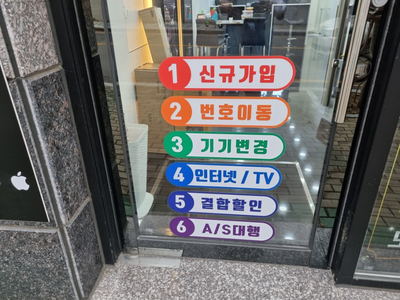 1 신규가입
2 번호이동
3 기기변경
4 인터넷 / TV
5 결합할인
6 A/S대행